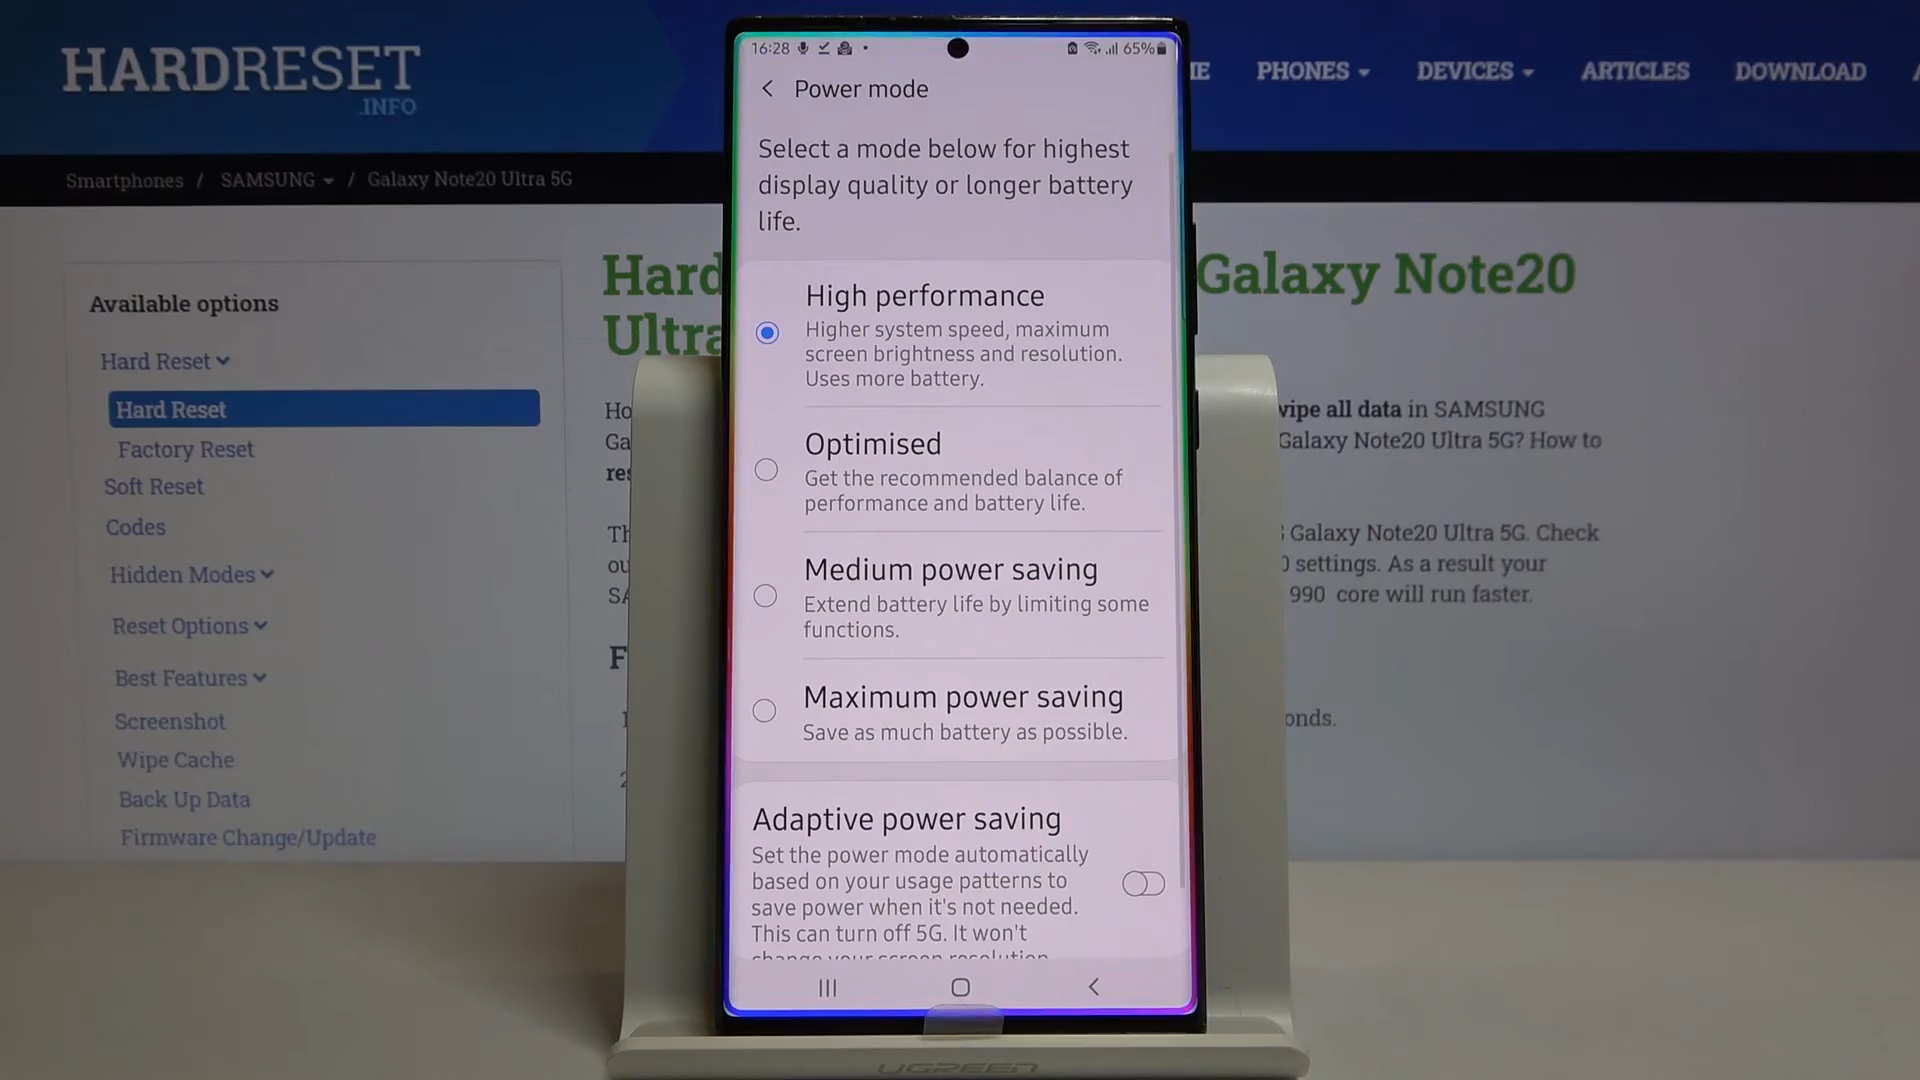 HARDRESET
.INFO
PHONES
DEVICES
ARTICLES
DOWNLOAD
Smartphones / SAMSUNG / Galaxy Note20 Ultra 5G
Available options
Hard Reset
Hard Reset
Factory Reset
Soft Reset
Codes
Hidden Modes
Reset Options
Best Features
Screenshot
Wipe Cache
Back Up Data
Firmware Change/Update
Hard
Galaxy Note20
Ultra
wipe all data in SAMSUNG
Galaxy Note20 Ultra 5G? How to
Galaxy Note20 Ultra 5G. Check
settings. As a result your
990 core will run faster.
16:28
65%
Power mode
Select a mode below for highest
display quality or longer battery
life.
High performance
Higher system speed, maximum
screen brightness and resolution.
Uses more battery.
Optimised
Get the recommended balance of
performance and battery life.
Medium power saving
Extend battery life by limiting some
functions.
Maximum power saving
Save as much battery as possible.
Adaptive power saving
Set the power mode automatically
based on your usage patterns to
save power when it's not needed.
This can turn off 5G. It won't
change your screen resolution
UGREEN